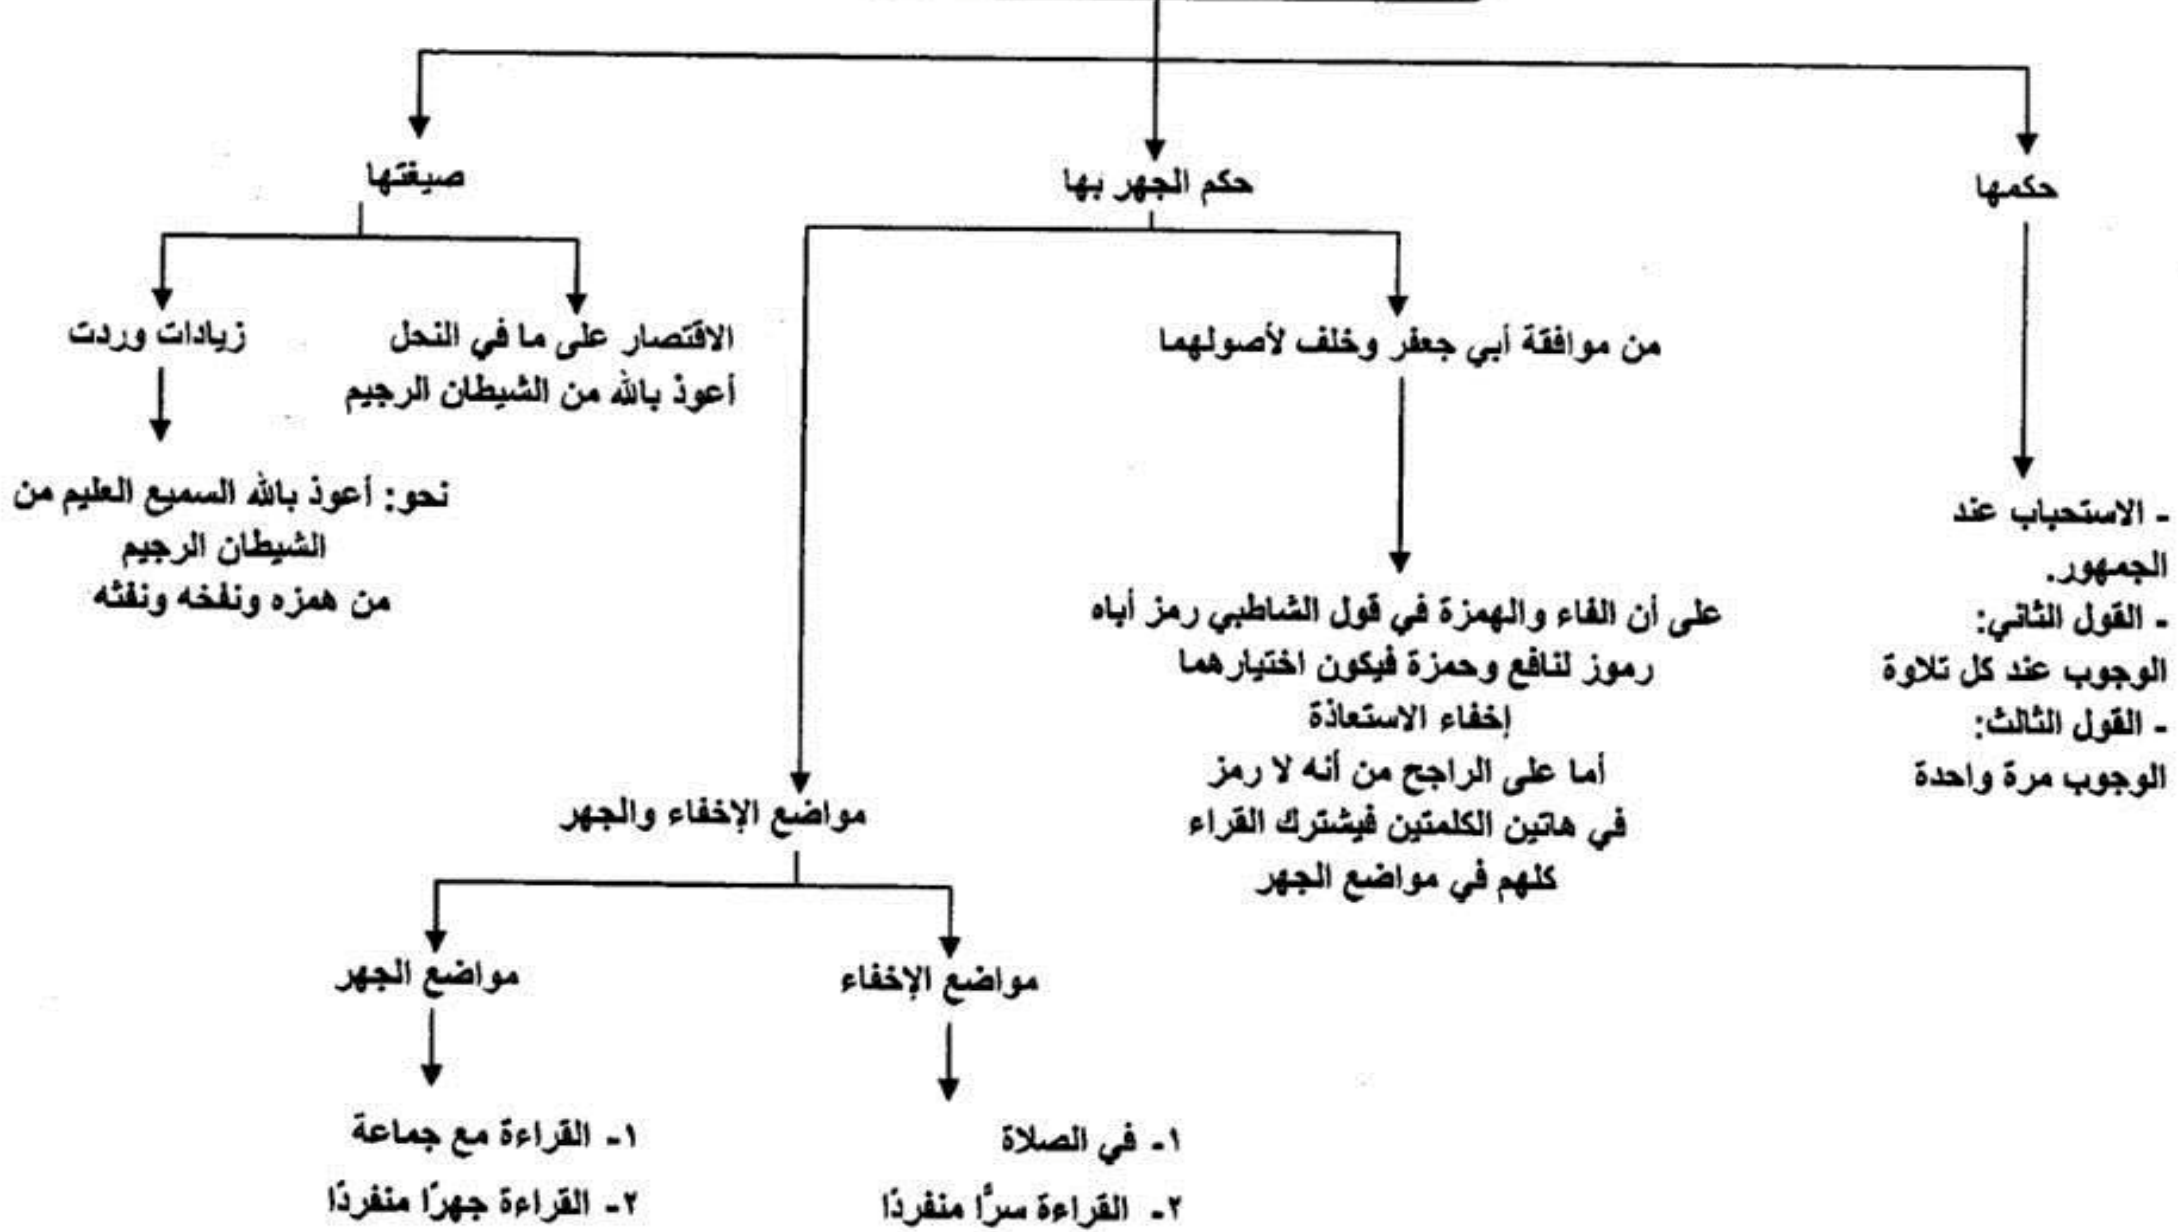 حكمها
حكم الجهر بها
صيغتها
- الاستحباب عند
الجمهور.
- القول الثاني:
الوجوب عند كل تلاوة
- القول الثالث:
الوجوب مرة واحدة
من موافقة أبي جعفر وخلف لأصولهما
على أن الفاء والهمزة في قول الشاطبي رمز أباه
رموز لنافع وحمزة فيكون اختيارهما
إخفاء الاستعاذة
أما على الراجح من أنه لا رمز
في هاتين الكلمتين فيشترك القراء
كلهم في مواضع الجهر
مواضع الإخفاء والجهر
مواضع الإخفاء
١- في الصلاة
٢- القراءة سرًّا منفردًا
مواضع الجهر
١- القراءة مع جماعة
٢- القراءة جهرًا منفردًا
الاقتصار على ما في النحل
أعوذ بالله من الشيطان الرجيم
زيادات وردت
نحو: أعوذ بالله السميع العليم من
الشيطان الرجيم
من همزه ونفخه ونفثه